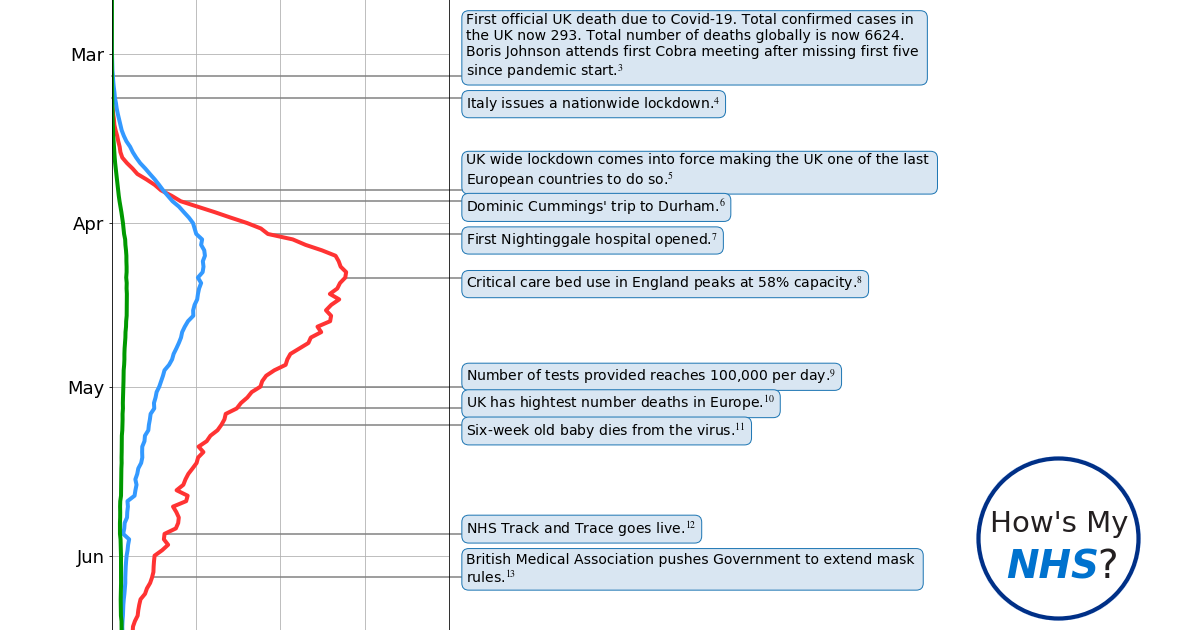 First official UK death due to Covid-19. Total confirmed cases in
the UK now 293. Total number of deaths globally is now 6624.
Boris Johnson attends first Cobra meeting after missing first five
since pandemic start.³
Mar
Italy issues a nationwide lockdown.⁴
UK wide lockdown comes into force making the UK one of the last
European countries to do so.⁵
Dominic Cummings' trip to Durham.⁶
Apr
First Nightinggale hospital opened.⁷
Critical care bed use in England peaks at 58% capacity.⁸
Number of tests provided reaches 100,000 per day.⁹
May
UK has hightest number deaths in Europe.¹⁰
Six-week old baby dies from the virus.¹¹
NHS Track and Trace goes live.¹²
Jun
British Medical Association pushes Government to extend mask
rules.¹³
How's My
NHS?